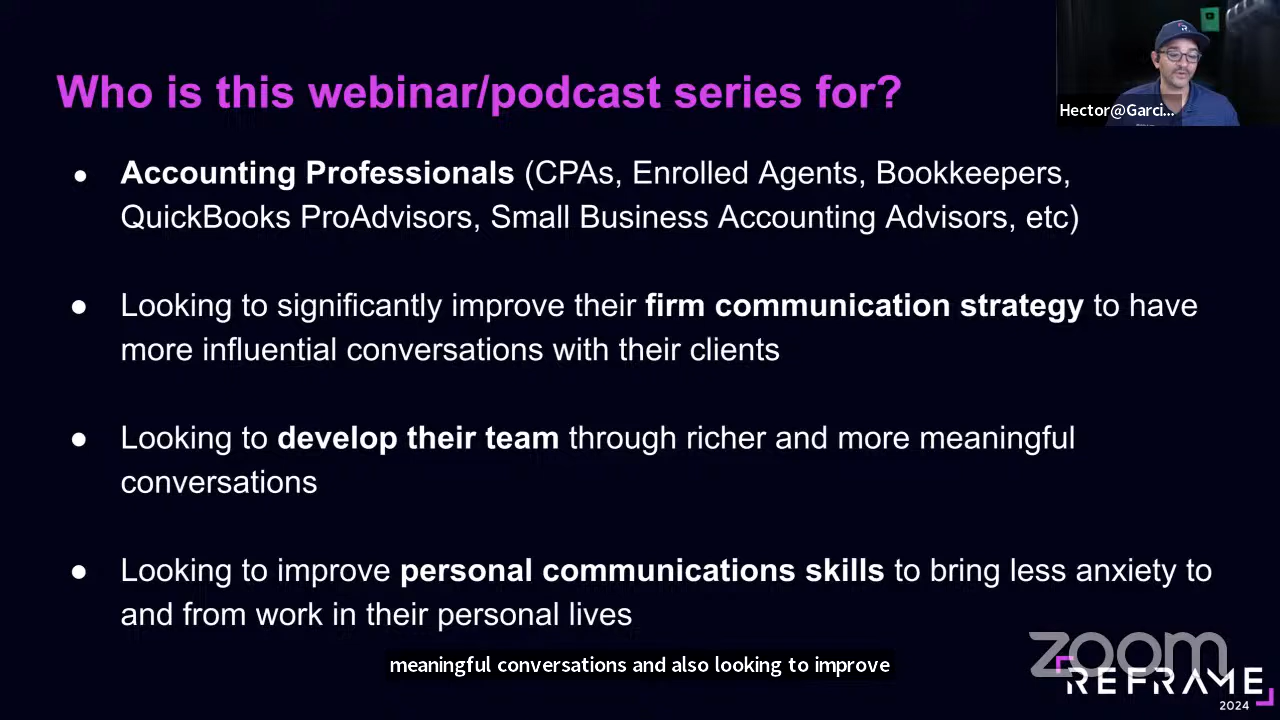 Who is this webinar/podcast series for?
Hector@Garci...
● Accounting Professionals (CPAs, Enrolled Agents, Bookkeepers,
QuickBooks ProAdvisors, Small Business Accounting Advisors, etc)
● Looking to significantly improve their firm communication strategy to have
more influential conversations with their clients
● Looking to develop their team through richer and more meaningful
conversations
● Looking to improve personal communications skills to bring less anxiety to
and from work in their personal lives
meaningful conversations and also looking to improve
zoom
REFRAME
2024